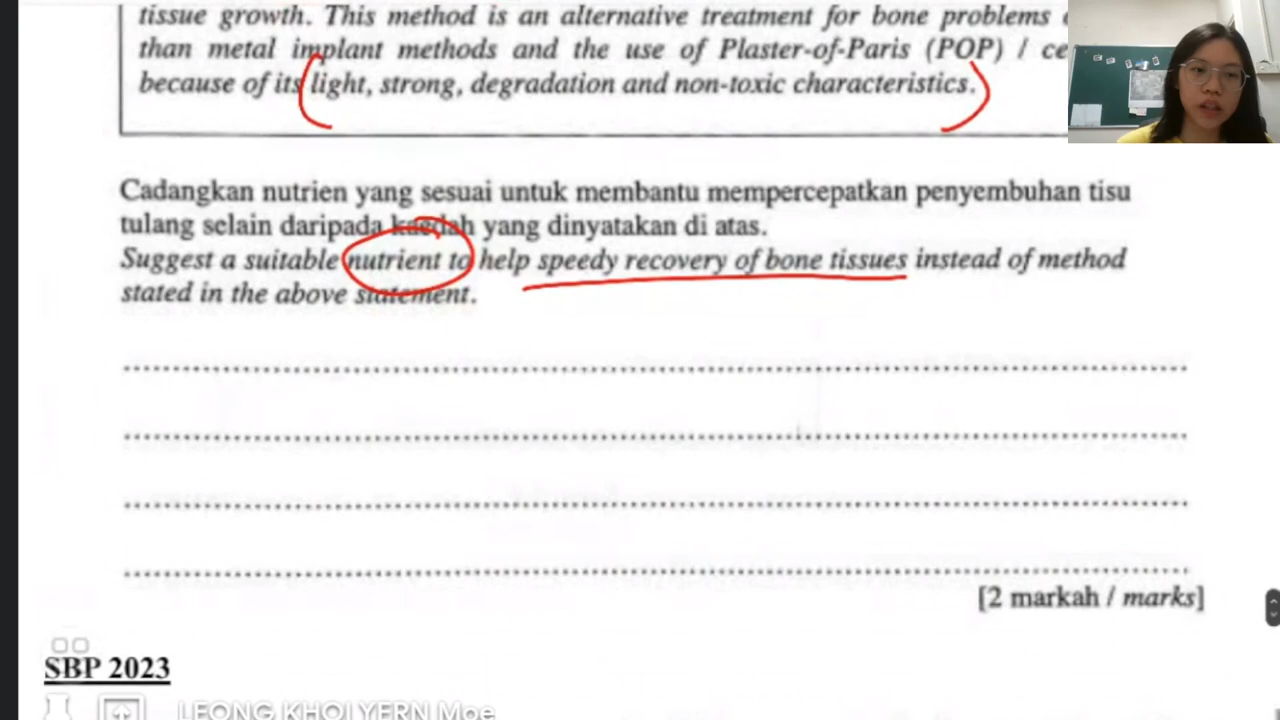 tissue growth. This method is an alternative treatment for bone problems
than metal implant methods and the use of Plaster-of-Paris (POP) / ce
because of its light, strong, degradation and non-toxic characteristics.
Cadangkan nutrien yang sesuai untuk membantu mempercepatkan penyembuhan tisu
tulang selain daripada kaedah yang dinyatakan di atas.
Suggest a suitable nutrient to help speedy recovery of bone tissues instead of method
stated in the above statement.
[2 markah / marks]
SBP 2023
LEONG KHOI YERN Moe